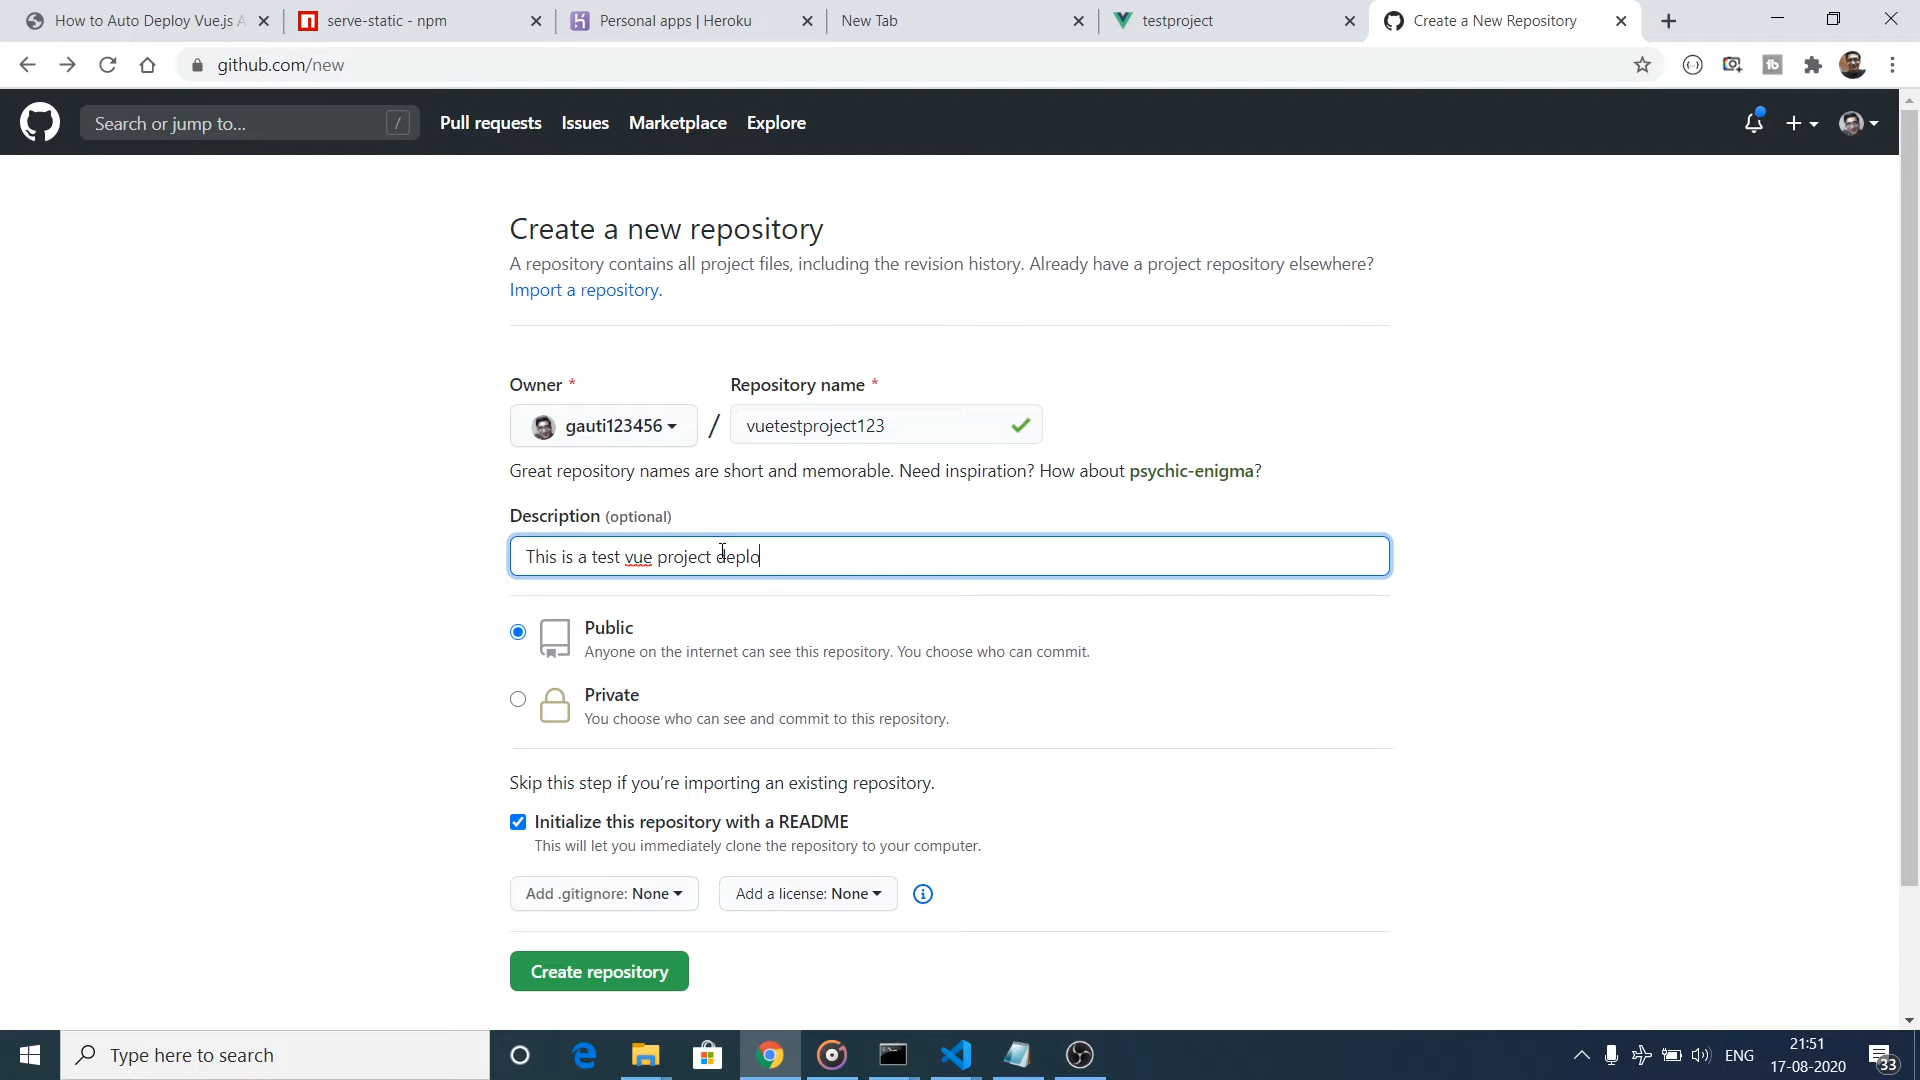 How to Auto Deploy Vue.js A
serve-static - npm
Personal apps | Heroku
New Tab
testproject
Create a New Repository
github.com/new
Search or jump to...
/
Pull requests
Issues
Marketplace
Explore
Create a new repository
A repository contains all project files, including the revision history. Already have a project repository elsewhere?
Import a repository.
Owner *
Repository name *
gauti123456
/
vuetestproject123
Great repository names are short and memorable. Need inspiration? How about psychic-enigma?
Description (optional)
This is a test vue project deplo
Public
Anyone on the internet can see this repository. You choose who can commit.
Private
You choose who can see and commit to this repository.
Skip this step if you’re importing an existing repository.
Initialize this repository with a README
This will let you immediately clone the repository to your computer.
Add .gitignore: None
Add a license: None
Create repository
Type here to search
ENG
21:51
17-08-2020
33